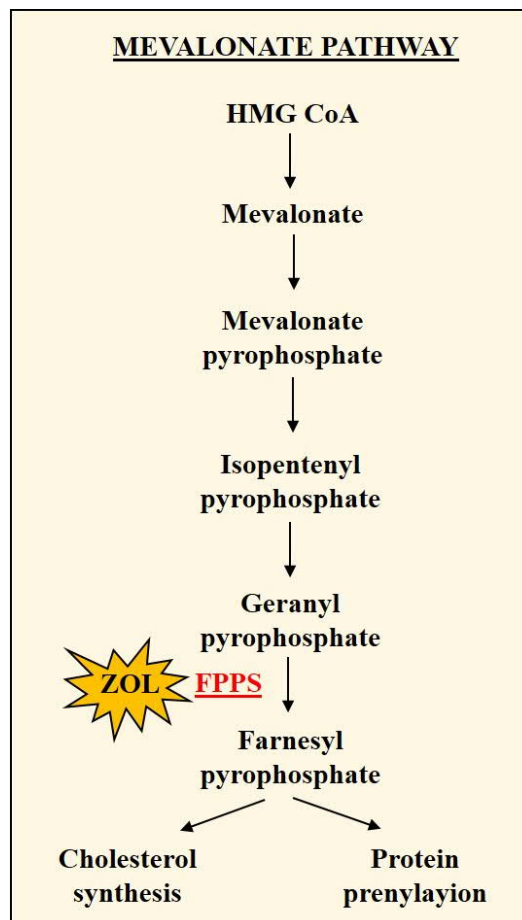 MEVALONATE PATHWAY
HMG CoA
Mevalonate
Mevalonate
pyrophosphate
Isopentenyl
pyrophosphate
Geranyl
pyrophosphate
ZOL FPPS
Farnesyl
pyrophosphate
Cholesterol
synthesis
Protein
prenylayion